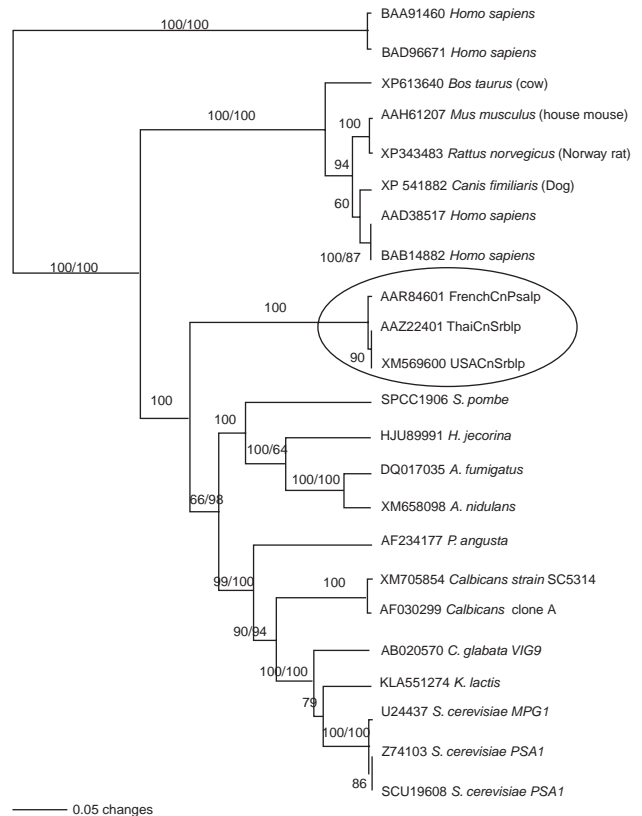 BAA91460 Homo sapiens
100/100
BAD96671 Homo sapiens
XP613640 Bos taurus (cow)
100/100
AAH61207 Mus musculus (house mouse)
100
XP343483 Rattus norvegicus (Norway rat)
94
XP 541882 Canis fimiliaris (Dog)
60
AAD38517 Homo sapiens
100/87
BAB14882 Homo sapiens
100/100
AAR84601 FrenchCnPsalp
100
AAZ22401 ThaiCnSrblp
90
XM569600 USACnSrblp
100
SPCC1906 S. pombe
100
HJU89991 H. jecorina
100/64
DQ017035 A. fumigatus
100/100
XM658098 A. nidulans
66/98
AF234177 P. angusta
99/100
XM705854 Calbicans strain SC5314
100
AF030299 Calbicans clone A
90/94
AB020570 C. glabata VIG9
100/100
KLA551274 K. lactis
79
U24437 S. cerevisiae MPG1
100/100
Z74103 S. cerevisiae PSA1
86
SCU19608 S. cerevisiae PSA1
0.05 changes